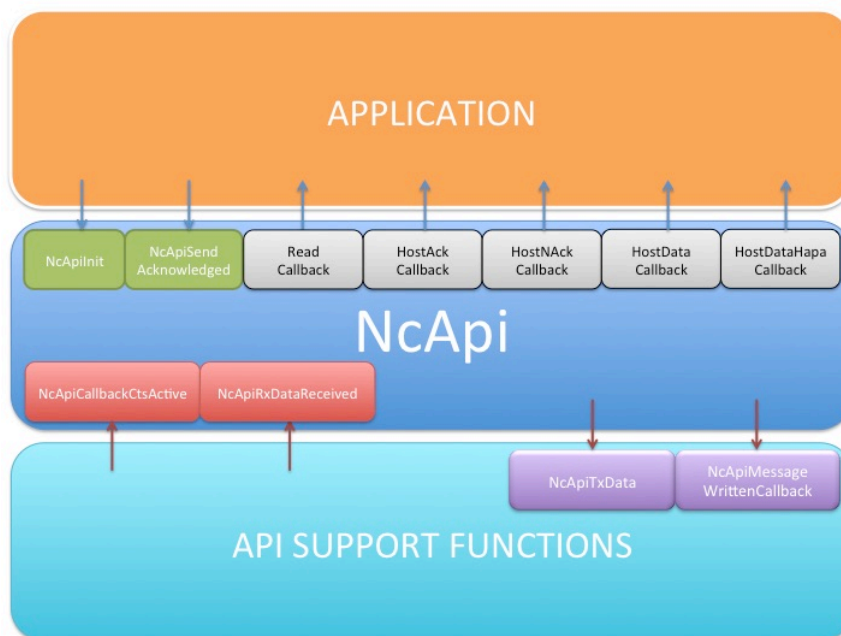 APPLICATION
NcApiInit
NcApiSend
Acknowledged
Read
Callback
HostAck
Callback
HostNAck
Callback
HostData
Callback
HostDataHapa
Callback
NcApi
NcApiCallbackCtsActive
NcApiRxDataReceived
NcApiTxData
NcApiMessage
WrittenCallback
API SUPPORT FUNCTIONS